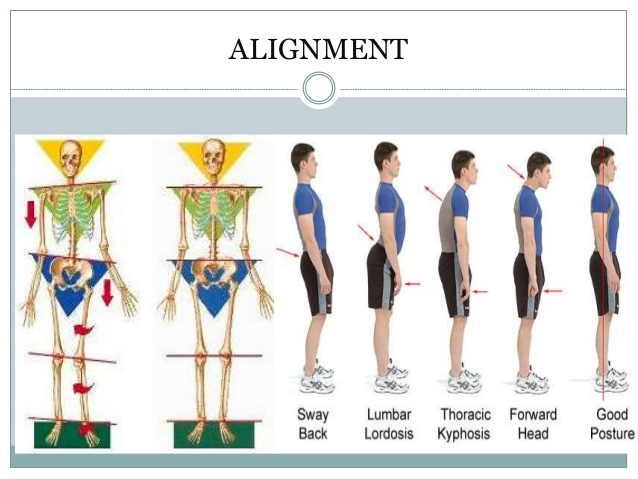 ALIGNMENT
Sway
Back
Lumbar
Lordosis
Thoracic
Kyphosis
Forward
Head
Good
Posture